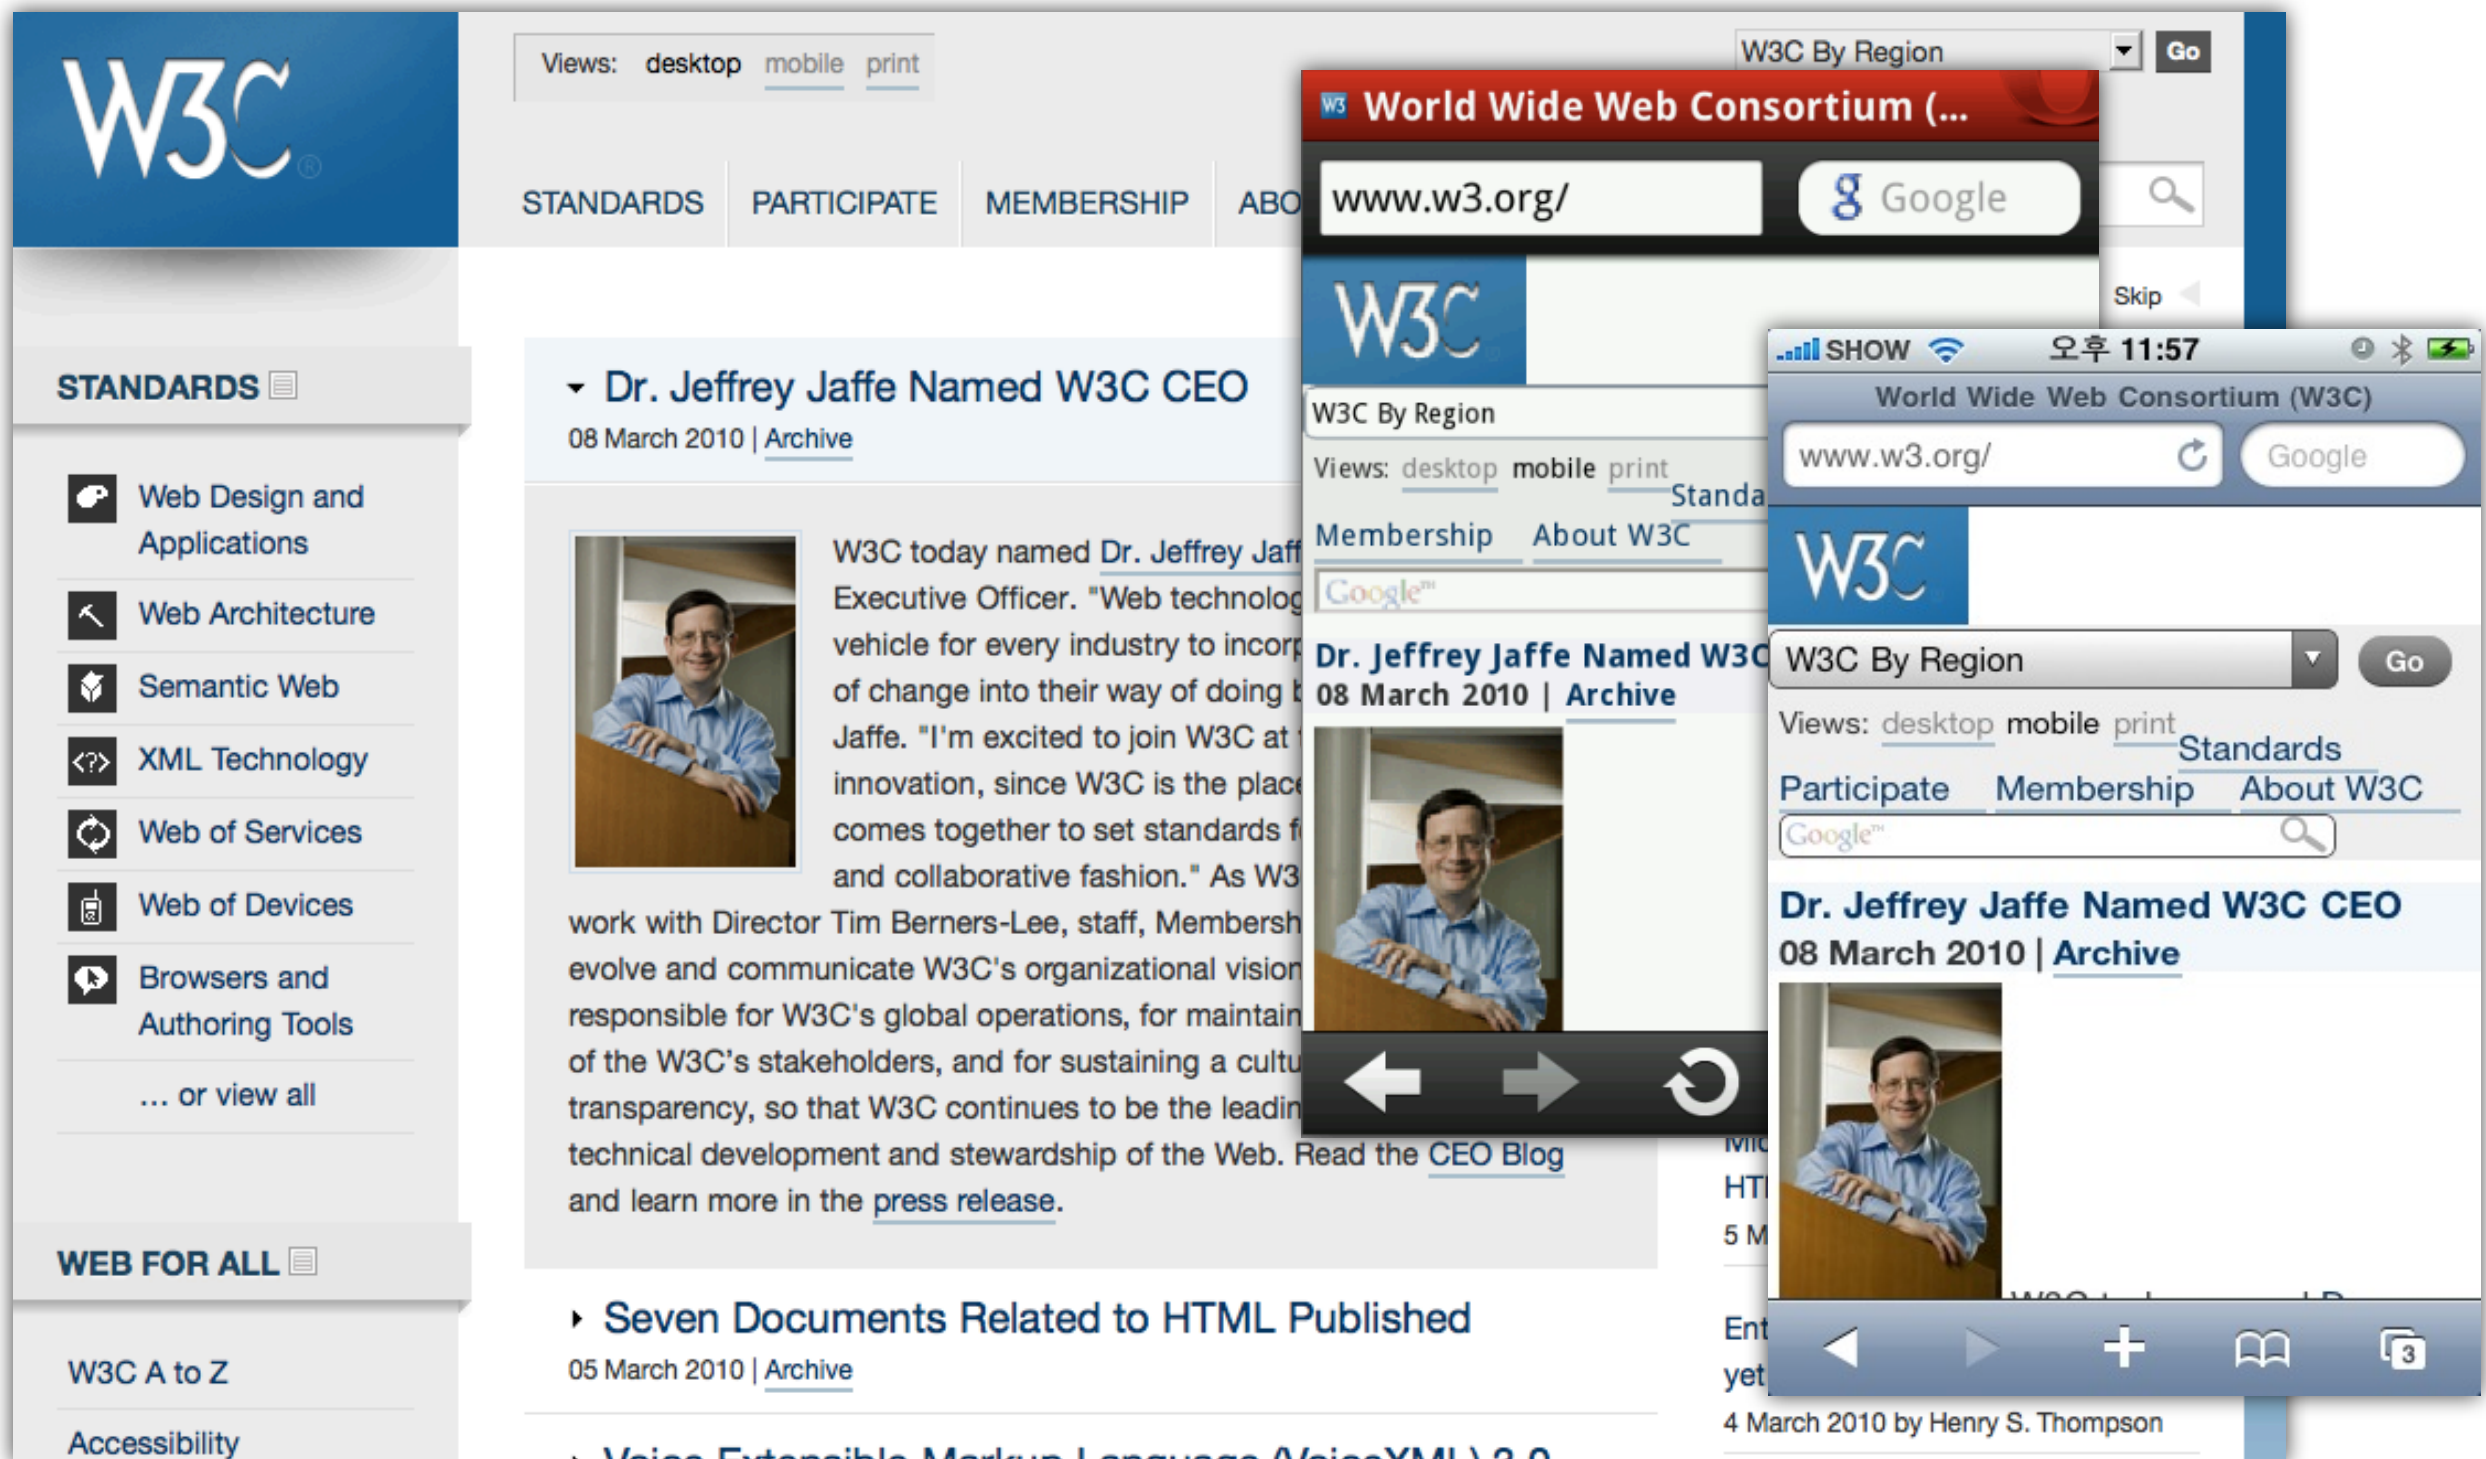 W3C®
Views: desktop mobile print
W3C By Region
Go
STANDARDS PARTICIPATE MEMBERSHIP ABO
Skip
STANDARDS
Web Design and
Applications
Web Architecture
Semantic Web
<?> XML Technology
Web of Services
Web of Devices
Browsers and
Authoring Tools
... or view all
WEB FOR ALL
W3C A to Z
Accessibility
Dr. Jeffrey Jaffe Named W3C CEO
08 March 2010 | Archive
W3C today named Dr. Jeffrey Jaff
Executive Officer. "Web technolog
vehicle for every industry to incorp
of change into their way of doing
Jaffe. "I'm excited to join W3C at
innovation, since W3C is the place
comes together to set standards f
and collaborative fashion." As W3
work with Director Tim Berners-Lee, staff, Membersh
evolve and communicate W3C's organizational vision
responsible for W3C's global operations, for maintain
of the W3C's stakeholders, and for sustaining a cultu
transparency, so that W3C continues to be the leadin
technical development and stewardship of the Web. Read the CEO Blog
and learn more in the press release.
Seven Documents Related to HTML Published
05 March 2010 | Archive
Voice Extensible Markup Language (VoiceXML) 3.0
5 M
Ent
yet
4 March 2010 by Henry S. Thompson
W3 World Wide Web Consortium (...
www.w3.org/
g Google
W3C
W3C By Region
Views: desktop mobile print
Standa
Membership About W3C
Google™
Dr. Jeffrey Jaffe Named W3C
08 March 2010 | Archive
SHOW 오후 11:57
World Wide Web Consortium (W3C)
www.w3.org/
Google
W3C
W3C By Region
Go
Views: desktop mobile print
Standards
Participate Membership About W3C
Google™
Dr. Jeffrey Jaffe Named W3C CEO
08 March 2010 | Archive
3